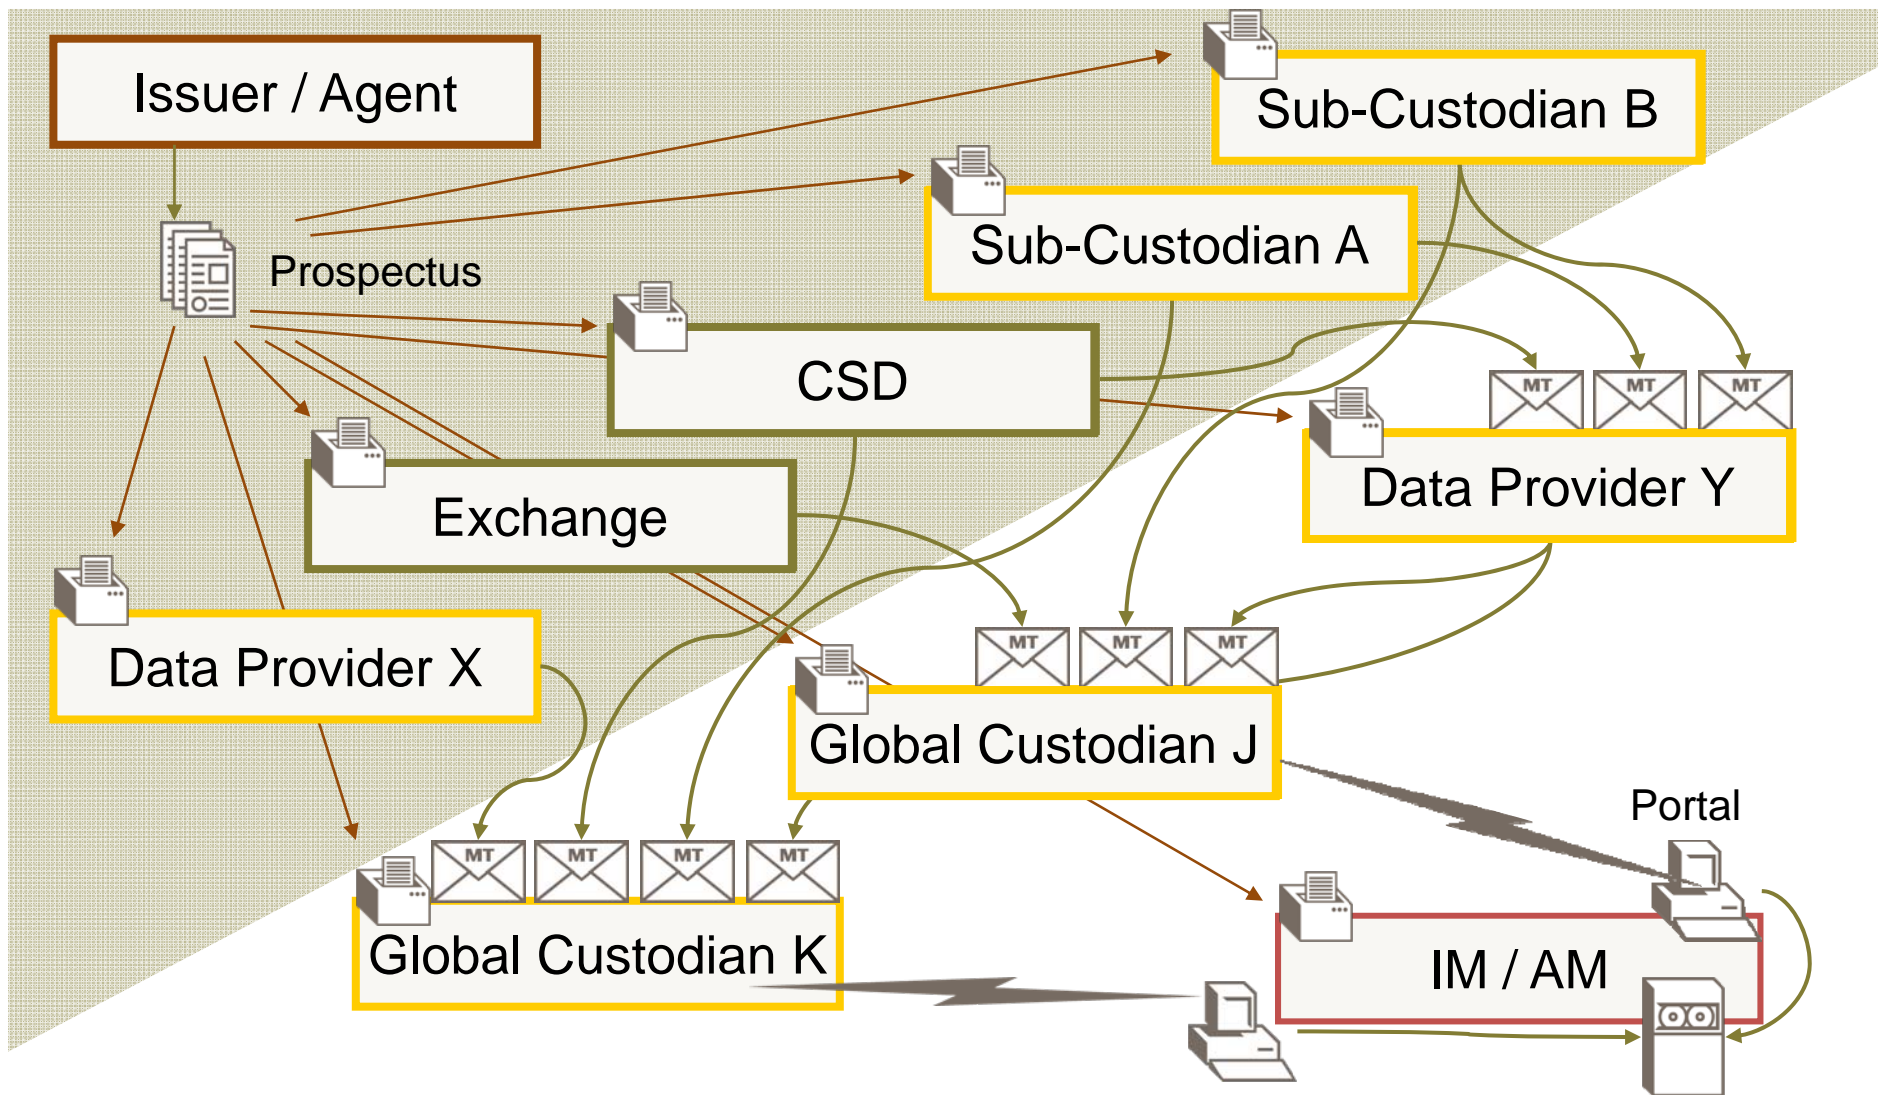 Issuer / Agent
Sub-Custodian B
Sub-Custodian A
Prospectus
CSD
MT
MT
MT
Data Provider Y
Exchange
MT
MT
MT
Data Provider X
Global Custodian J
Portal
MT
MT
MT
MT
Global Custodian K
IM / AM